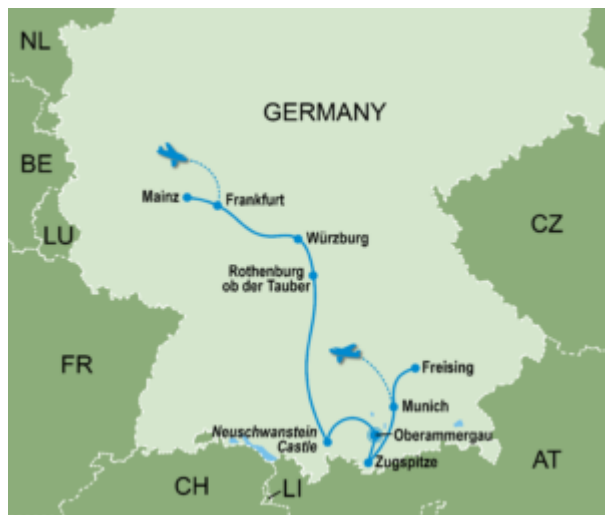 NL
GERMANY
BE
Mainz
Frankfurt
LU
Würzburg
CZ
Rothenburg
ob der Tauber
FR
Freising
Munich
Neuschwanstein
Castle
Oberammergau
Zugspitze
AT
CH
LI